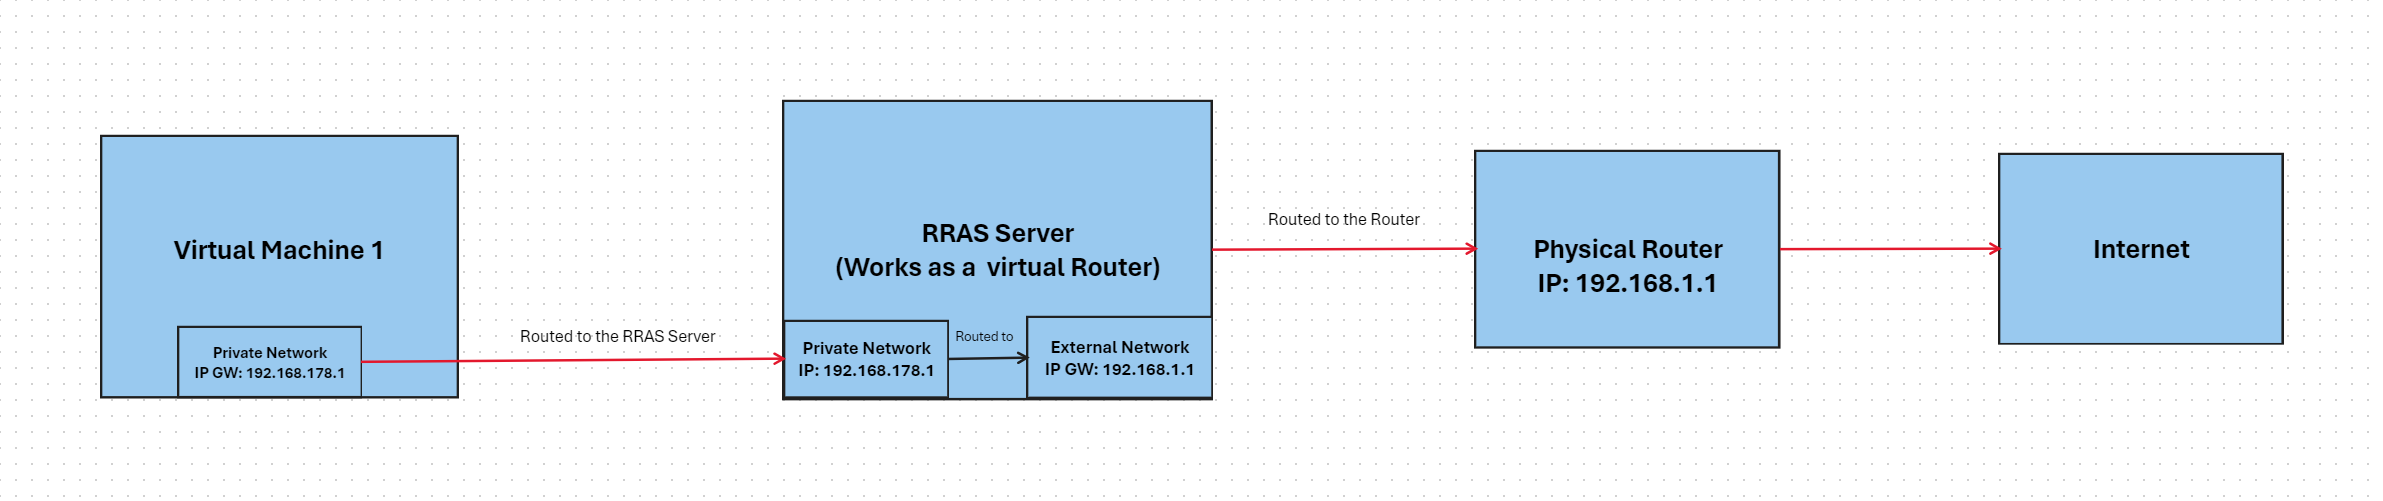 Virtual Machine 1
Private Network
IP GW: 192.168.178.1
Routed to the RRAS Server
RRAS Server
(Works as a  virtual Router)
Private Network
IP: 192.168.178.1
Routed to
External Network
IP GW: 192.168.1.1
Routed to the Router
Physical Router
IP: 192.168.1.1
Internet